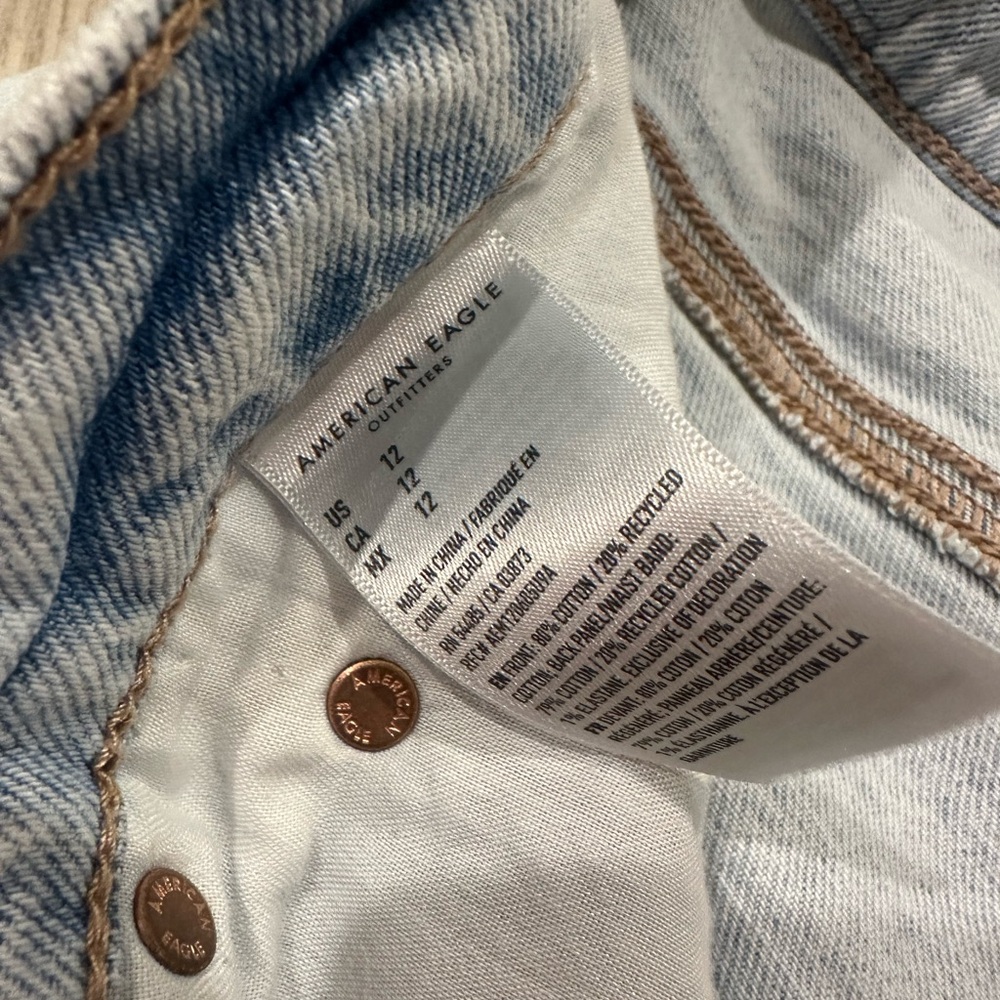 AMERICAN EAGLE
OUTFITTERS
US 12
CA 12
MX 12
MADE IN CHINA / FABRIQUÉ EN
CHINE / HECHO EN CHINA
RN 54485 / CA 03873
RFC# AEM1704050I9A
EN FRONT: 80% COTTON / 20% RECYCLED
COTTON, BACK PANEL/WAIST BAND:
79% COTTON / 20% RECYCLED COTTON /
1% ELASTANE, EXCLUSIVE OF DECORATION
FR DEVANT: 80% COTON / 20% COTON
RÉGÉNÉRÉ, PANNEAU ARRIÈRE/CEINTURE:
79% COTON / 20% COTON RÉGÉNÉRÉ /
1% ÉLASTHANNE, A L'EXCEPTION DE LA
GARNITURE
AMERICAN
EAGLE
AMERICAN
EAGLE